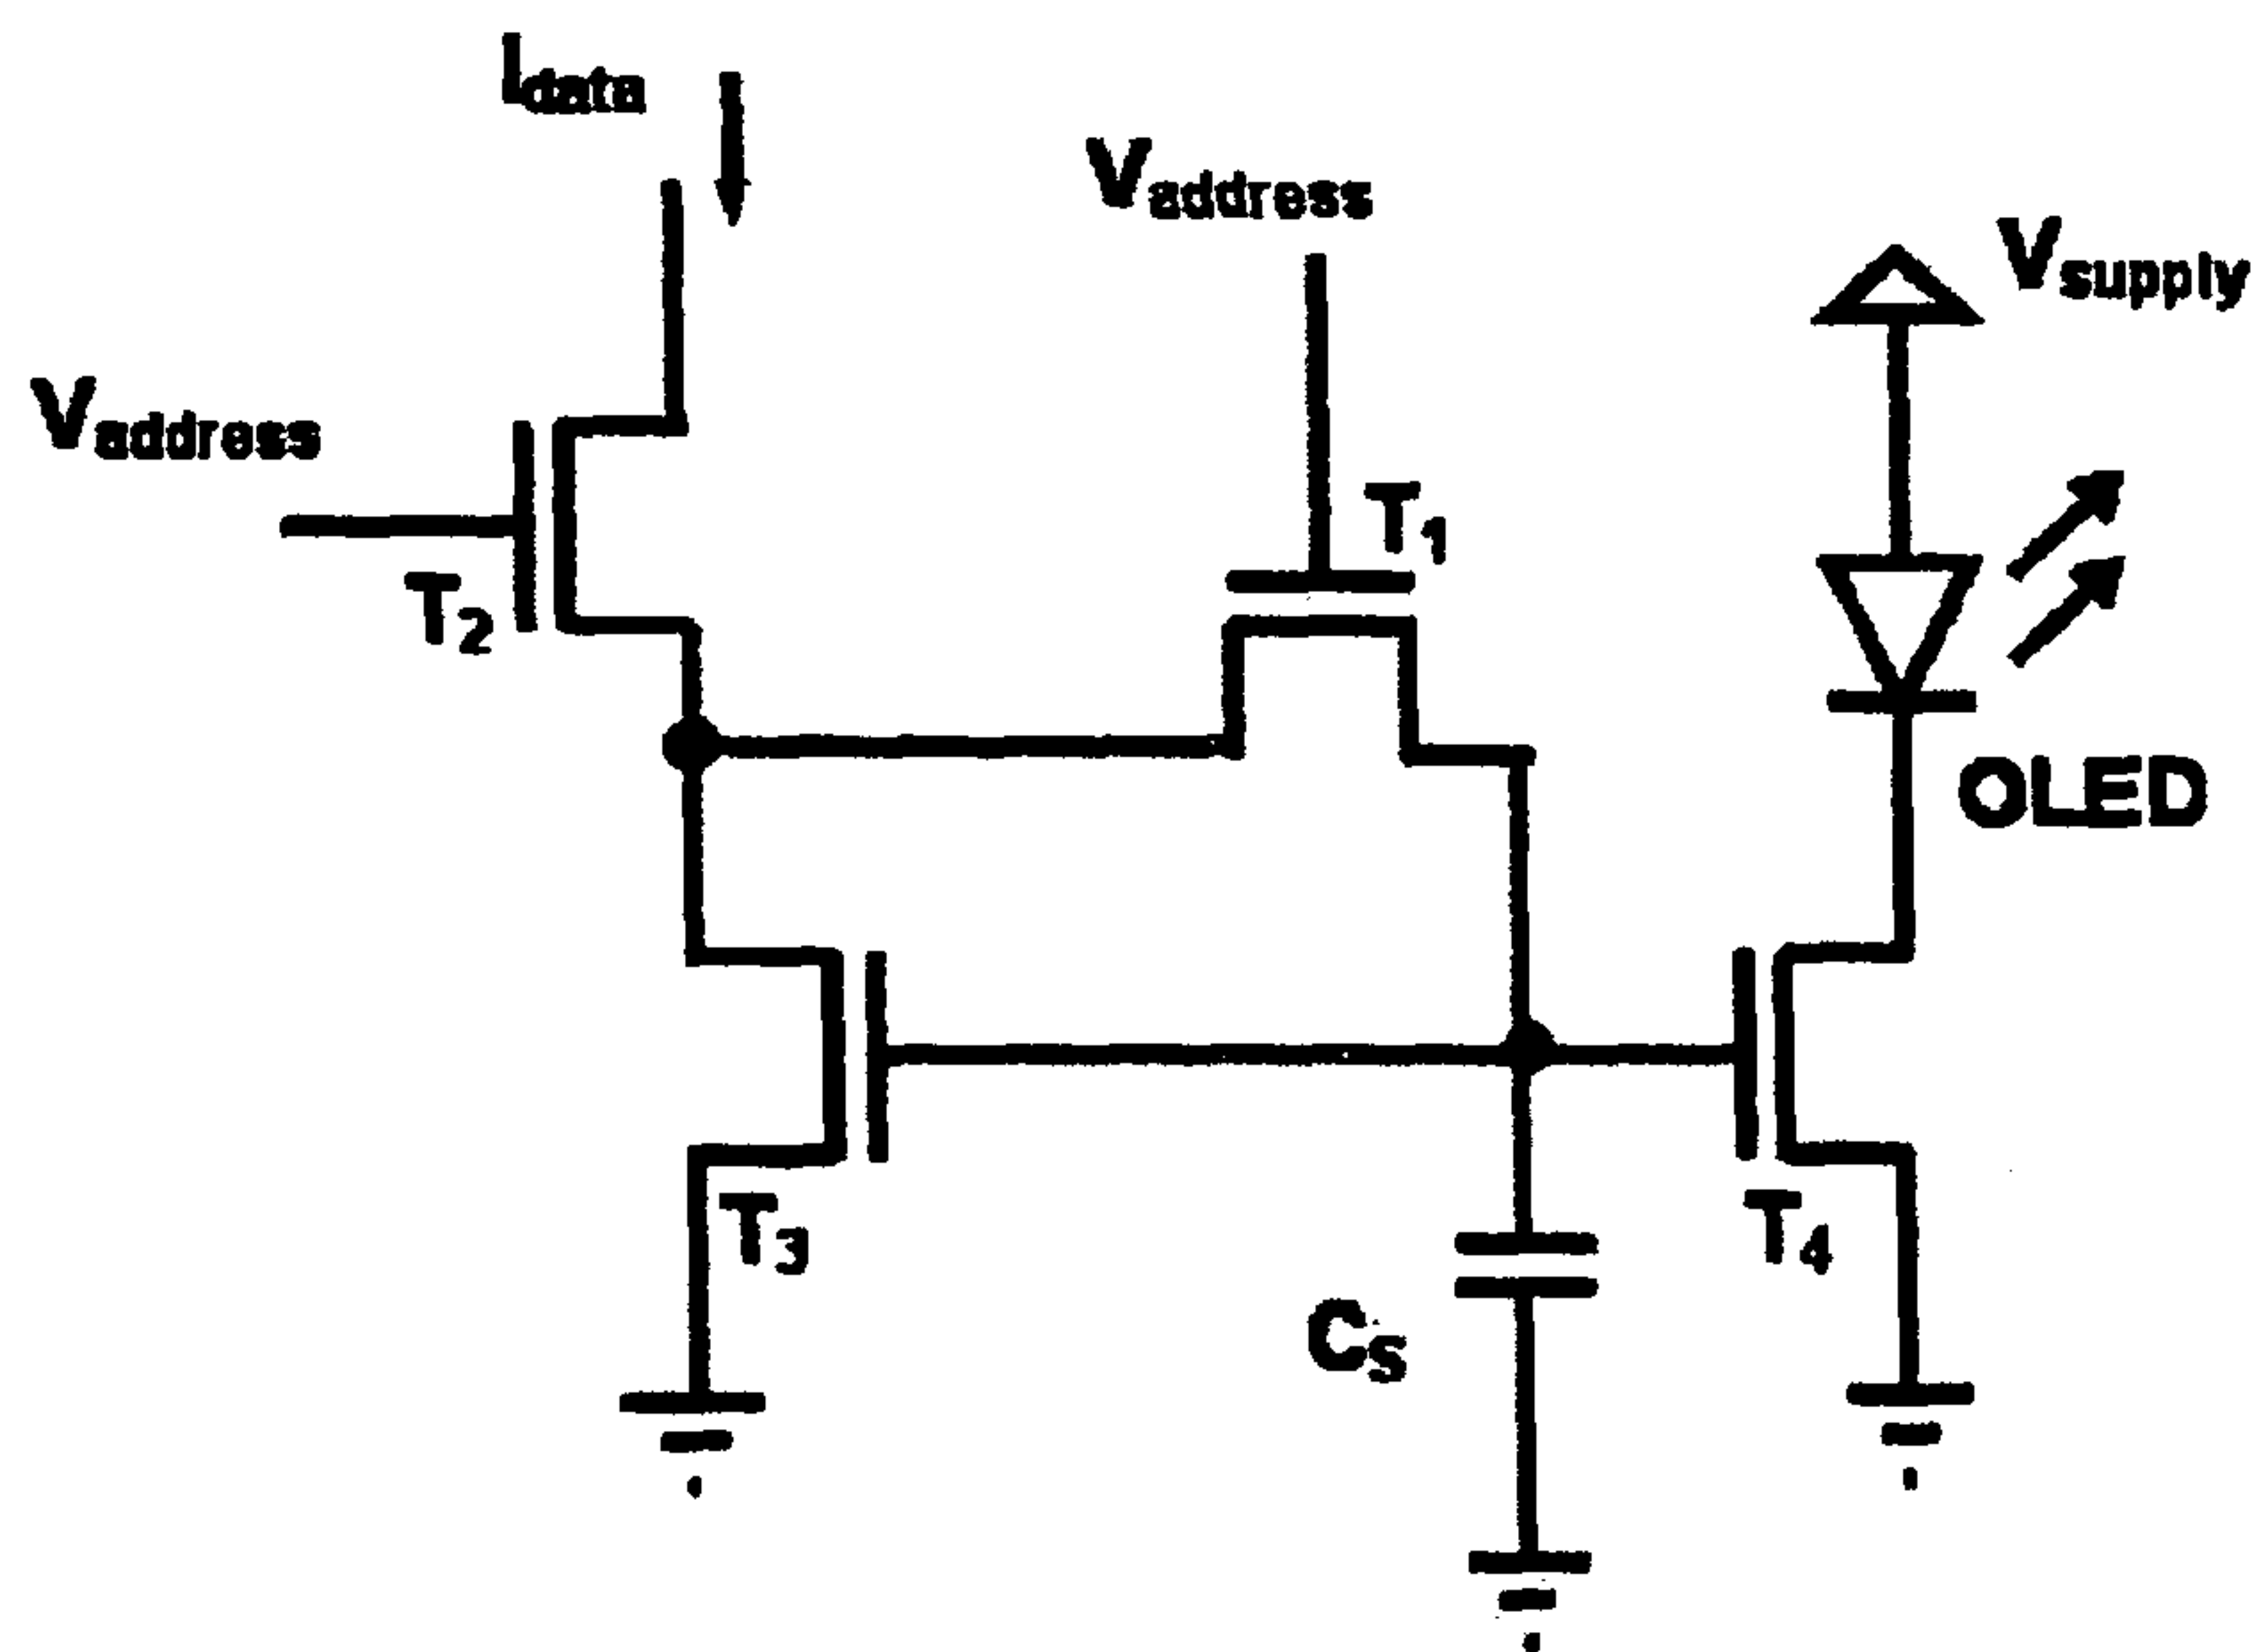 Idata
Vaddress
Vsupply
Vaddress
T1
T2
OLED
T3
T4
Cs